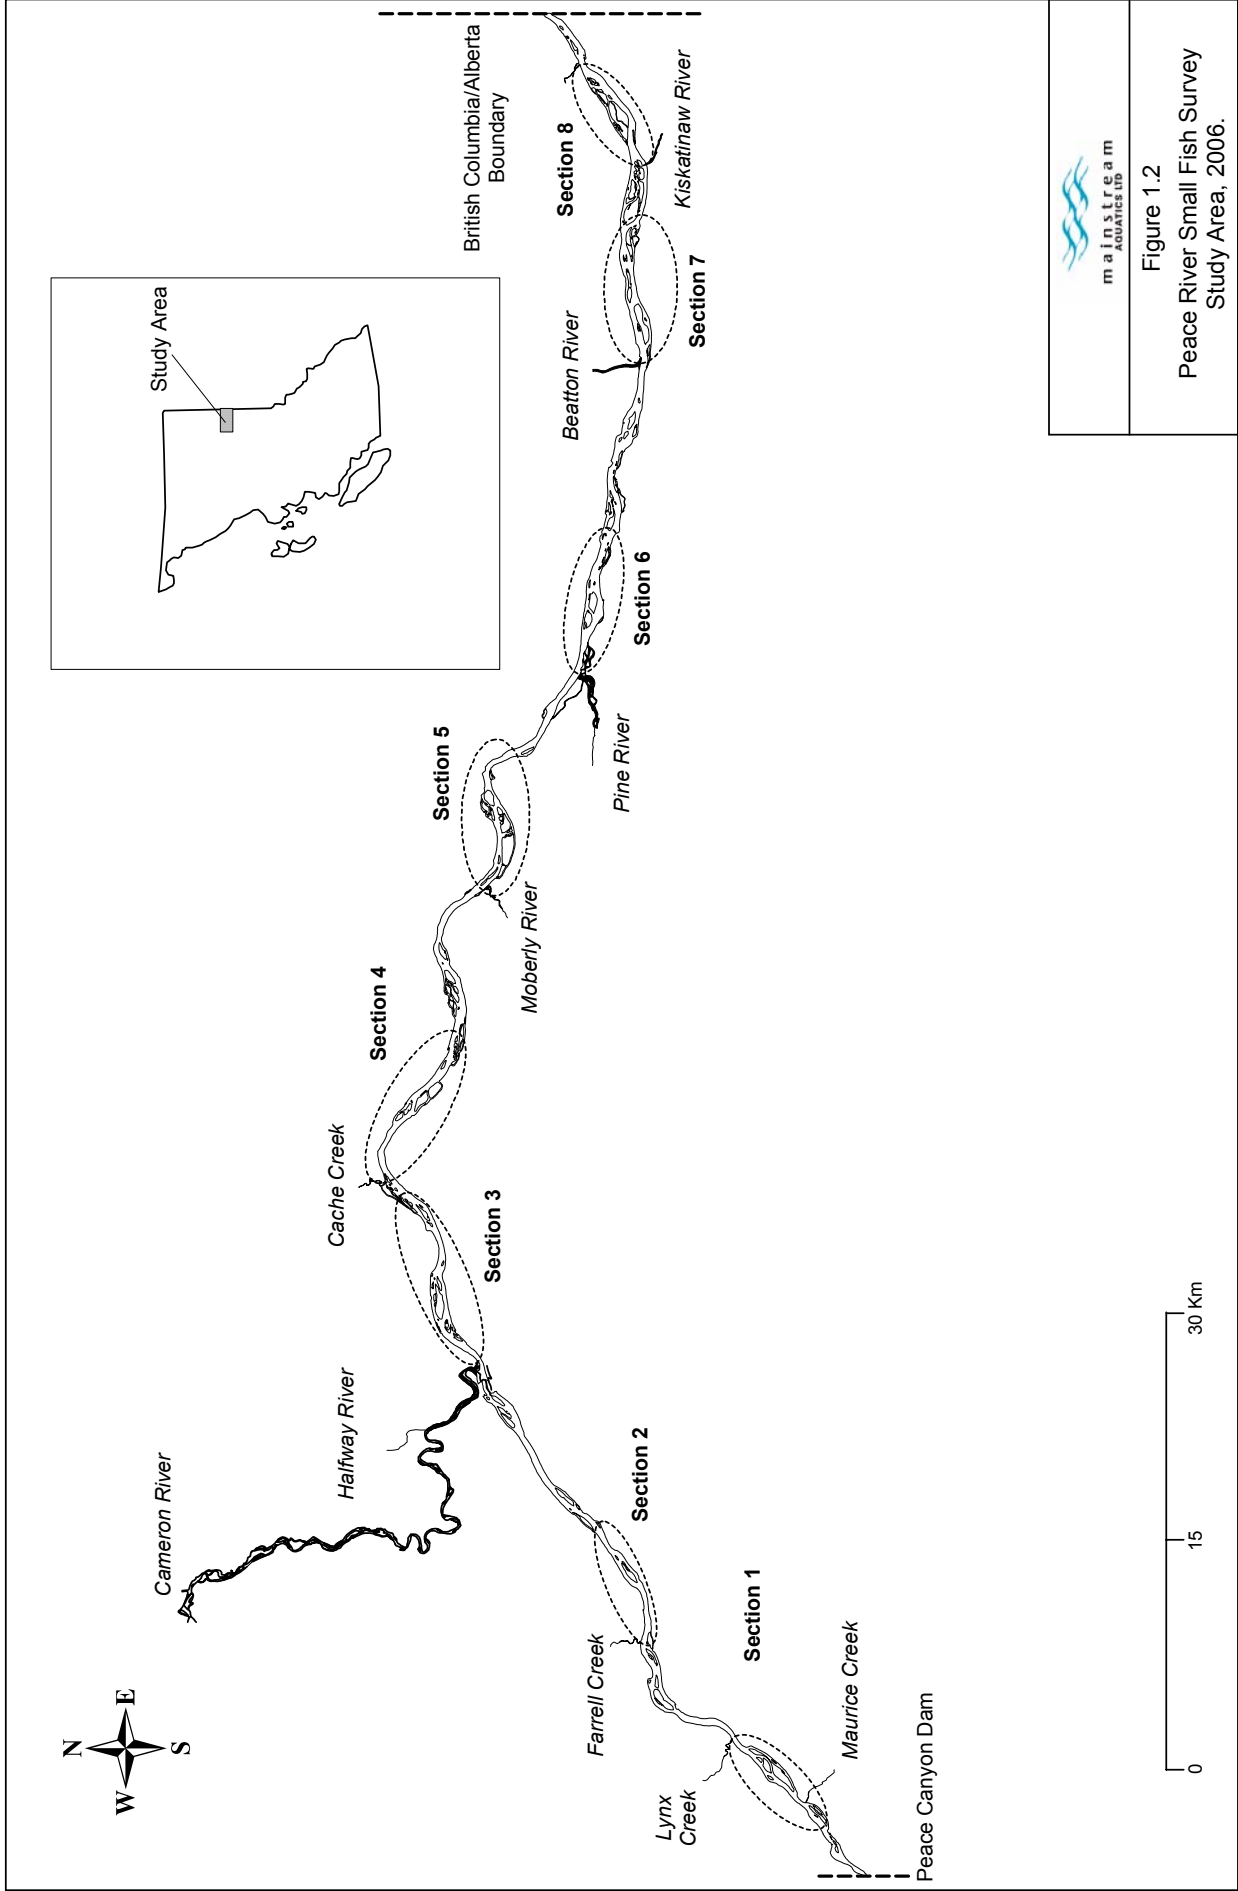 British Columbia/Alberta
Boundary
Study Area
Section 8
Kiskatinaw River
Section 7
Beatton River
Section 6
Pine River
Section 5
Moberly River
Section 4
Cache Creek
Section 3
Halfway River
Cameron River
Section 2
Farrell Creek
Section 1
Lynx
Creek
Maurice Creek
Peace Canyon Dam
N
W
E
S
0
15
30 Km
mainstream
AQUATICS LTD
Figure 1.2
Peace River Small Fish Survey
Study Area, 2006.